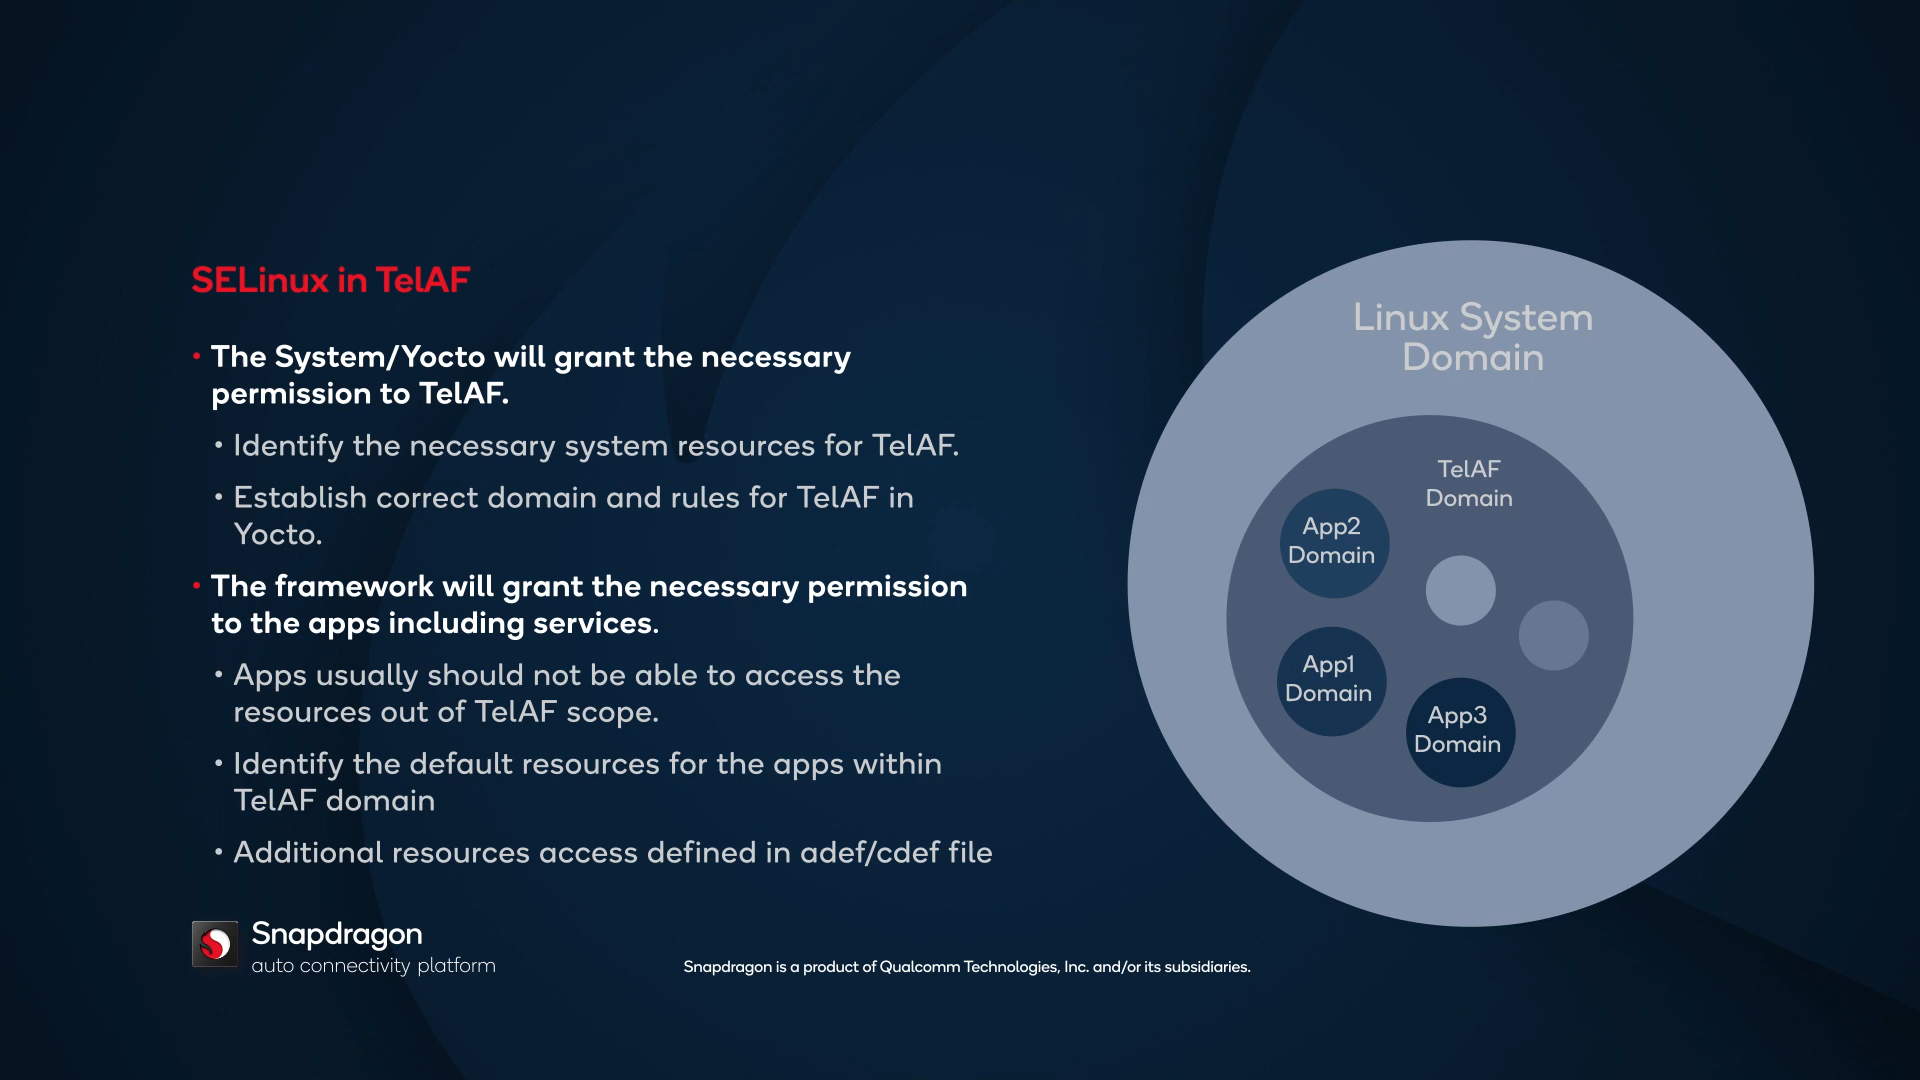 SELinux in TelAF
• The System/Yocto will grant the necessary
permission to TelAF.
• Identify the necessary system resources for TelAF.
• Establish correct domain and rules for TelAF in
Yocto.
• The framework will grant the necessary permission
to the apps including services.
• Apps usually should not be able to access the
resources out of TelAF scope.
• Identify the default resources for the apps within
TelAF domain
• Additional resources access defined in adef/cdef file
Linux System
Domain
TelAF
Domain
App2
Domain
App1
Domain
App3
Domain
Snapdragon
auto connectivity platform
Snapdragon is a product of Qualcomm Technologies, Inc. and/or its subsidiaries.